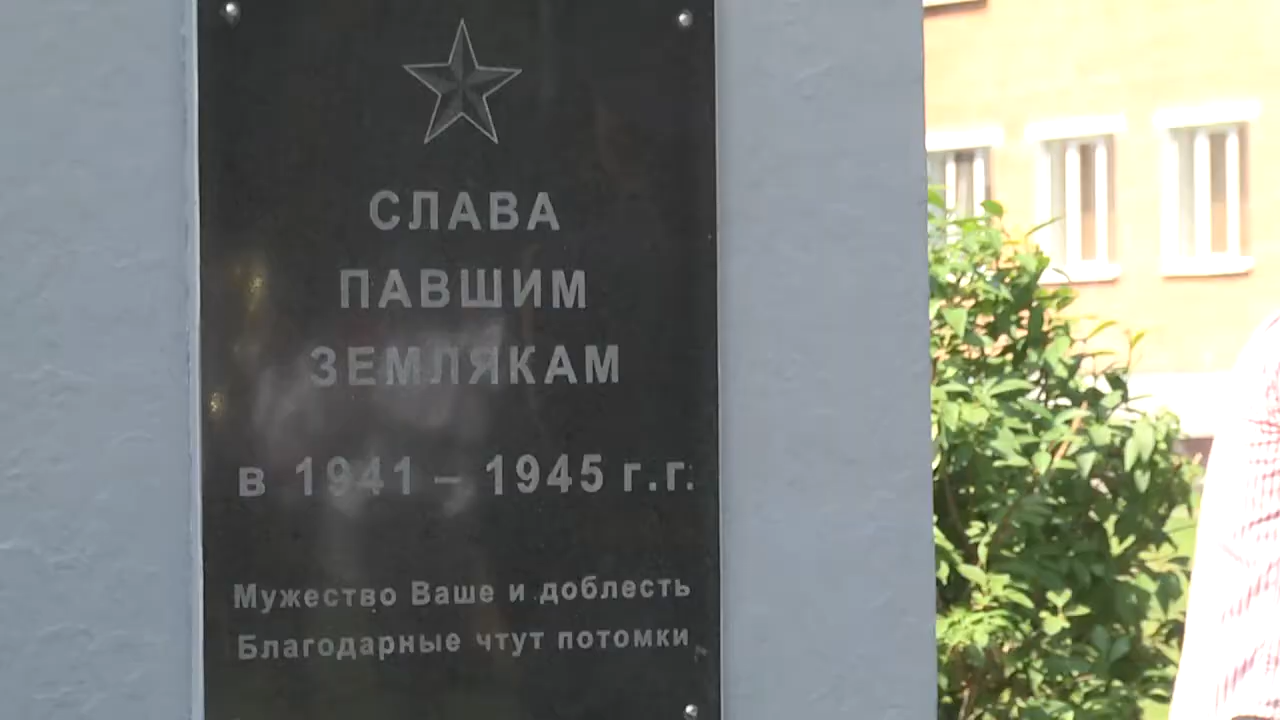 СЛАВА
ПАВШИМ
ЗЕМЛЯКАМ
в 1941 – 1945 г.г.
Мужество Ваше и доблесть
Благодарные чтут потомки